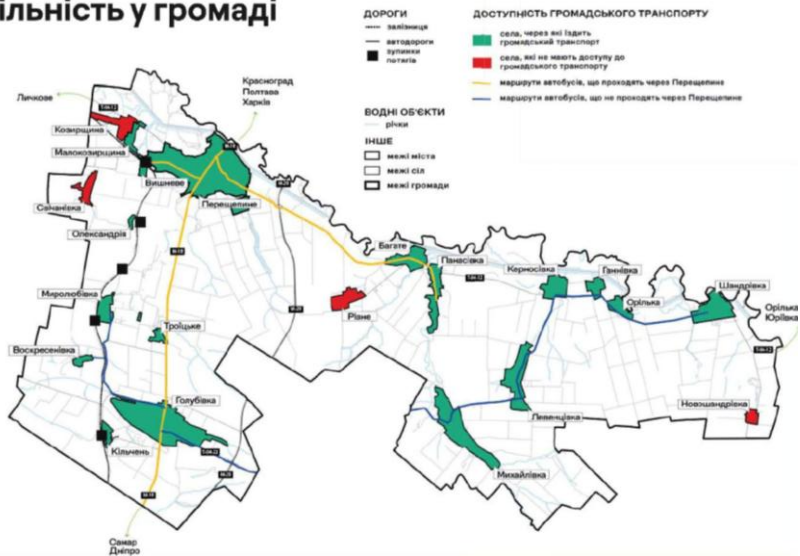 ільність у громаді
ДОРОГИ
залізниця
автодороги
зупинки
потягів
ВОДНІ ОБ'ЄКТИ
річки
ІНШЕ
межі міста
межі сіл
межі громади
ДОСТУПНІСТЬ ГРОМАДСЬКОГО ТРАНСПОРТУ
села, через які їздить
громадський транспорт
села, які не мають доступу до
громадського транспорту
маршрути автобусів, що проходять через Перещепине
маршрути автобусів, що не проходять через Перещепине
Красноград
Полтава
Харків
Личкове
Козирщина
Малокозирщина
Вишневе
Перещепине
Свічанівка
Олександрія
Багате
Панасівка
Керносівка
Ганнівка
Орілька
Шандрівка
Орілька
Юріївка
Миролюбівка
Рівне
Троїцьке
Воскресенівка
Голубівка
Левенцівка
Новошандрівка
Кільчень
Михайлівка
Самар
Дніпро